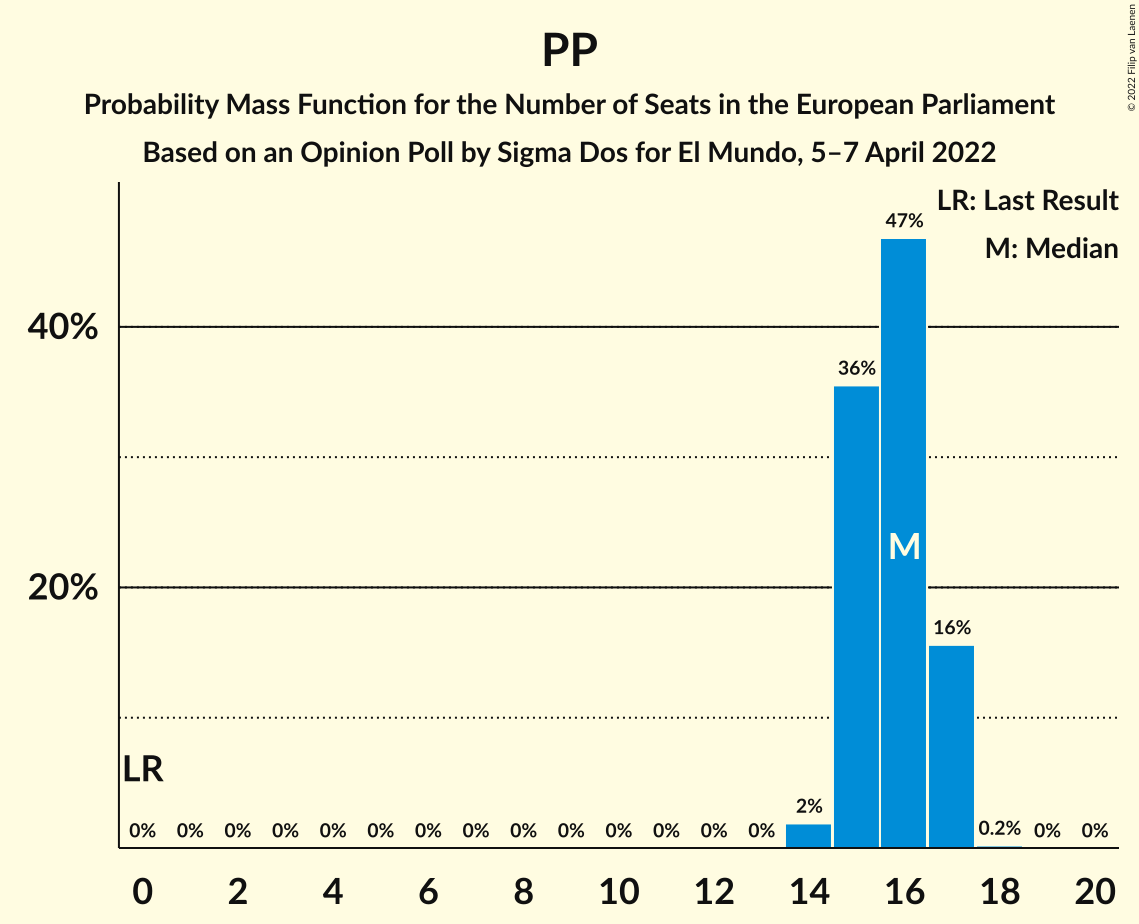 PP
Probability Mass Function for the Number of Seats in the European Parliament
Based on an Opinion Poll by Sigma Dos for El Mundo, 5–7 April 2022
© 2022 Filip van Laenen
LR: Last Result
M: Median
47%
40%
36%
M
20%
16%
LR
2%
0% 0% 0% 0% 0% 0% 0% 0% 0% 0% 0% 0% 0% 0% 0.2% 0% 0%
0 2 4 6 8 10 12 14 16 18 20